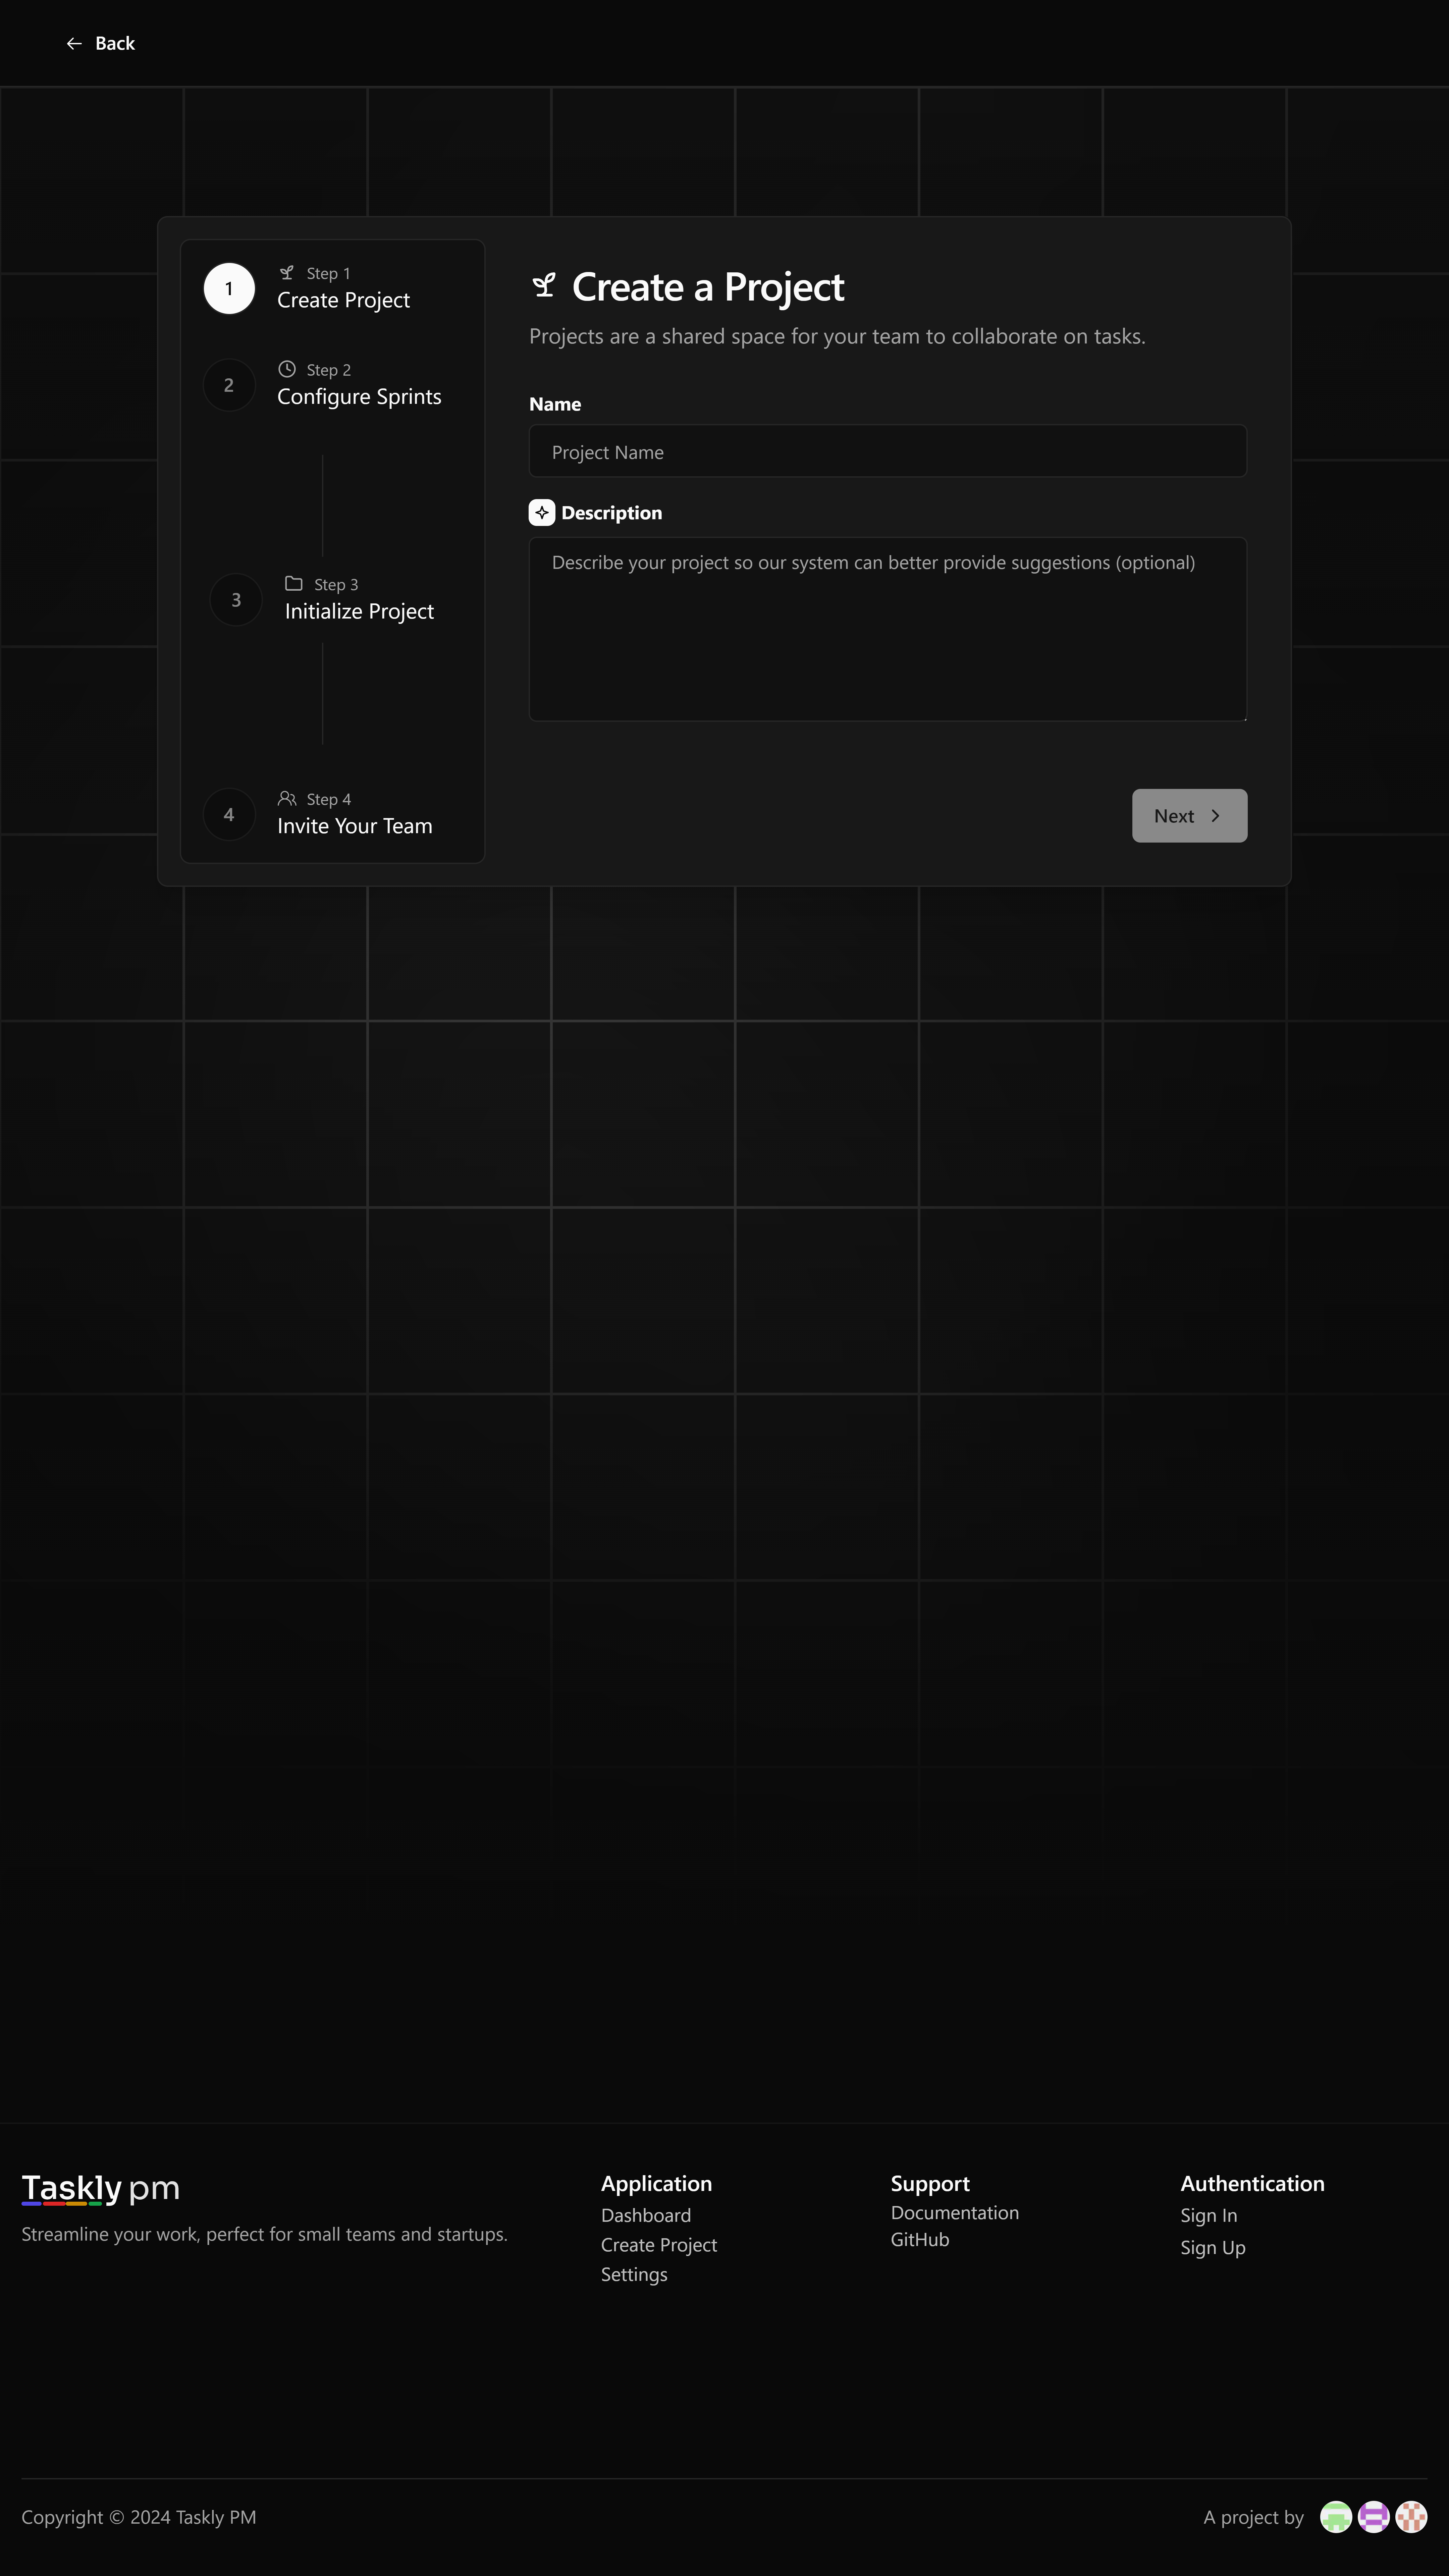 Back
1
Step 1
Create Project
2
Step 2
Configure Sprints
3
Step 3
Initialize Project
4
Step 4
Invite Your Team
Create a Project
Projects are a shared space for your team to collaborate on tasks.
Name
Project Name
Description
Describe your project so our system can better provide suggestions (optional)
Next
Taskly pm
Streamline your work, perfect for small teams and startups.
Application
Dashboard
Create Project
Settings
Support
Documentation
GitHub
Authentication
Sign In
Sign Up
Copyright © 2024 Taskly PM
A project by